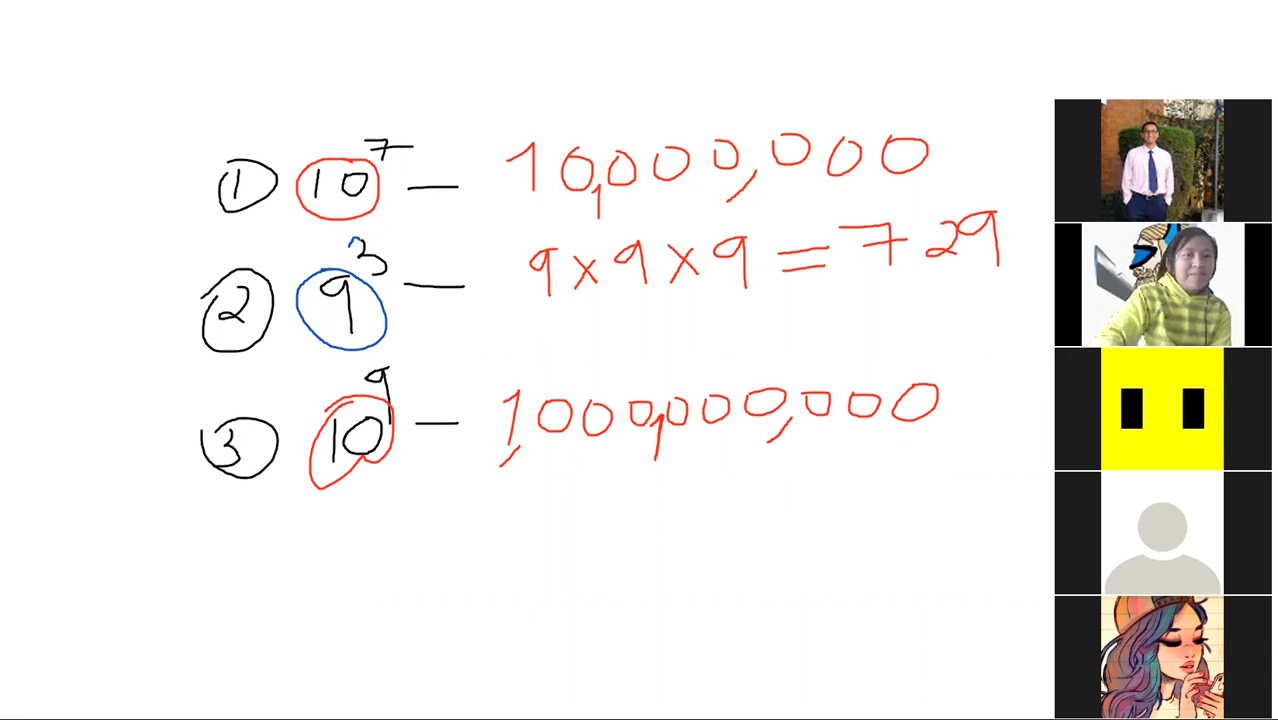 ① 10⁷ — 10,000,000
② 9³ — 9×9×9 = 729
③ 10⁹ — 1,000,000,000